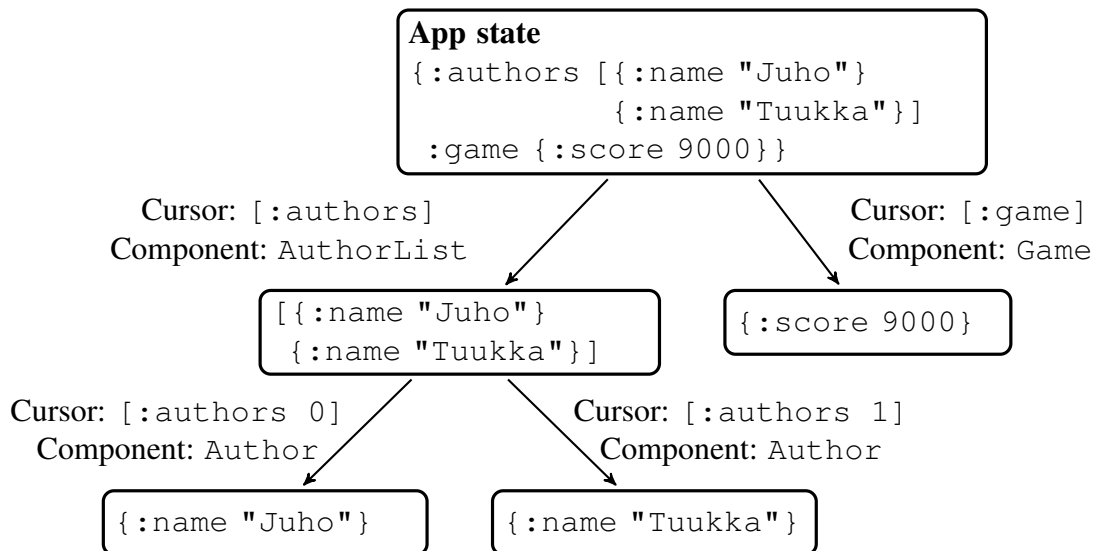 App state
{:authors [{:name "Juho"}
{:name "Tuukka"}]
:game {:score 9000}}
Cursor: [:authors]
Component: AuthorList
Cursor: [:game]
Component: Game
[{:name "Juho"}
{:name "Tuukka"}]
{:score 9000}
Cursor: [:authors 0]
Component: Author
Cursor: [:authors 1]
Component: Author
{:name "Juho"}
{:name "Tuukka"}